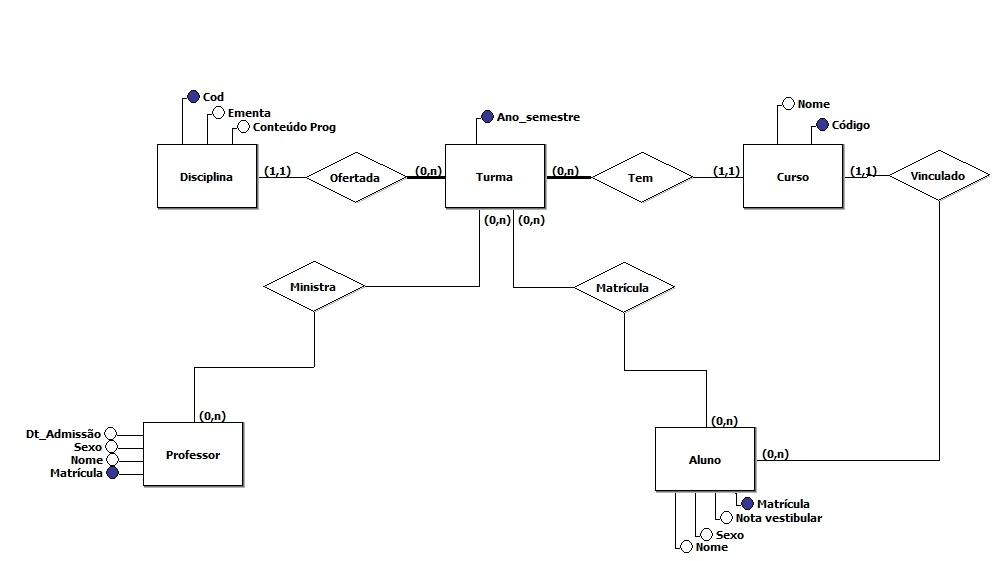 Cod
Ementa
Conteúdo Prog
Ano_semestre
Nome
Código
Disciplina
(1,1)
Ofertada
(0,n)
Turma
(0,n)
Tem
(1,1)
Curso
(1,1)
Vinculado
(0,n)
(0,n)
Ministra
Matrícula
(0,n)
Dt_Admissão
Sexo
Nome
Matrícula
Professor
(0,n)
Aluno
(0,n)
Matrícula
Nota vestibular
Sexo
Nome